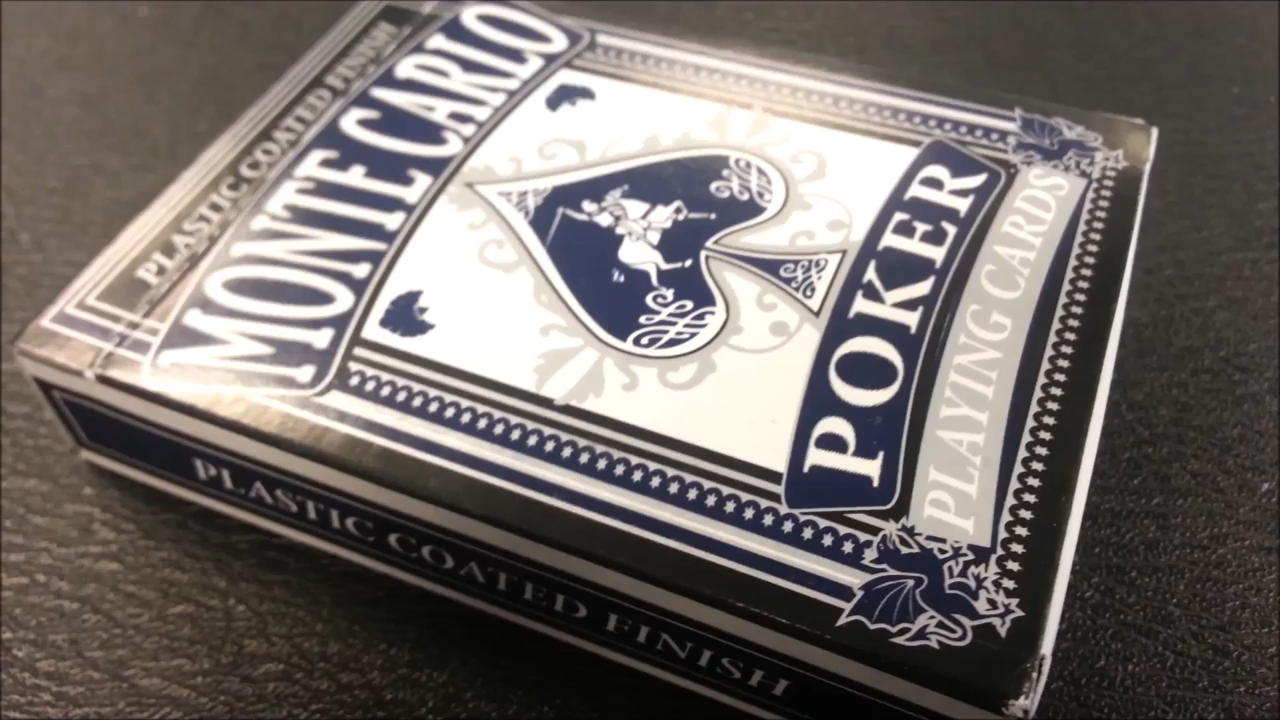 PLASTIC COATED FINISH
MONTE CARLO
POKER
PLAYING CARDS
PLASTIC COATED FINISH